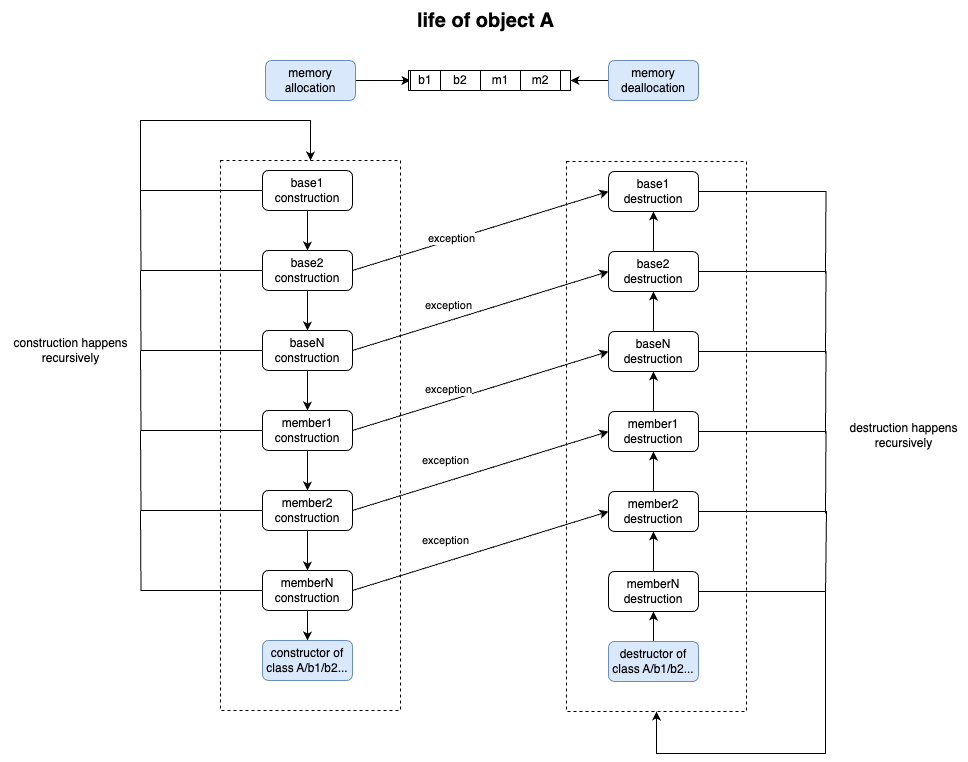 life of object A
memory
allocation
b1
b2
m1
m2
memory
deallocation
base1
construction
exception
base1
destruction
base2
construction
exception
base2
destruction
construction happens
recursively
baseN
construction
exception
baseN
destruction
member1
construction
exception
member1
destruction
destruction happens
recursively
member2
construction
exception
member2
destruction
memberN
construction
memberN
destruction
constructor of
class A/b1/b2...
destructor of
class A/b1/b2...